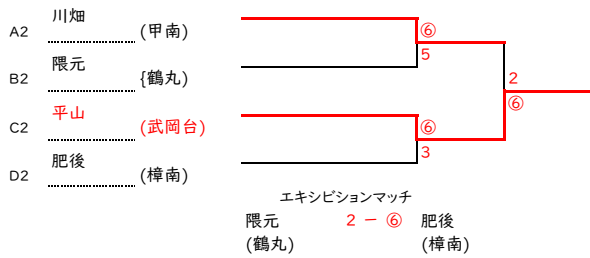 川畑
A2 (甲南) ⑥
5
隈元
B2 {鶴丸) 2
⑥
平山
C2 (武岡台) ⑥
3
肥後
D2 (樟南)
エキシビションマッチ
隈元 2 － ⑥ 肥後
(鶴丸) (樟南)